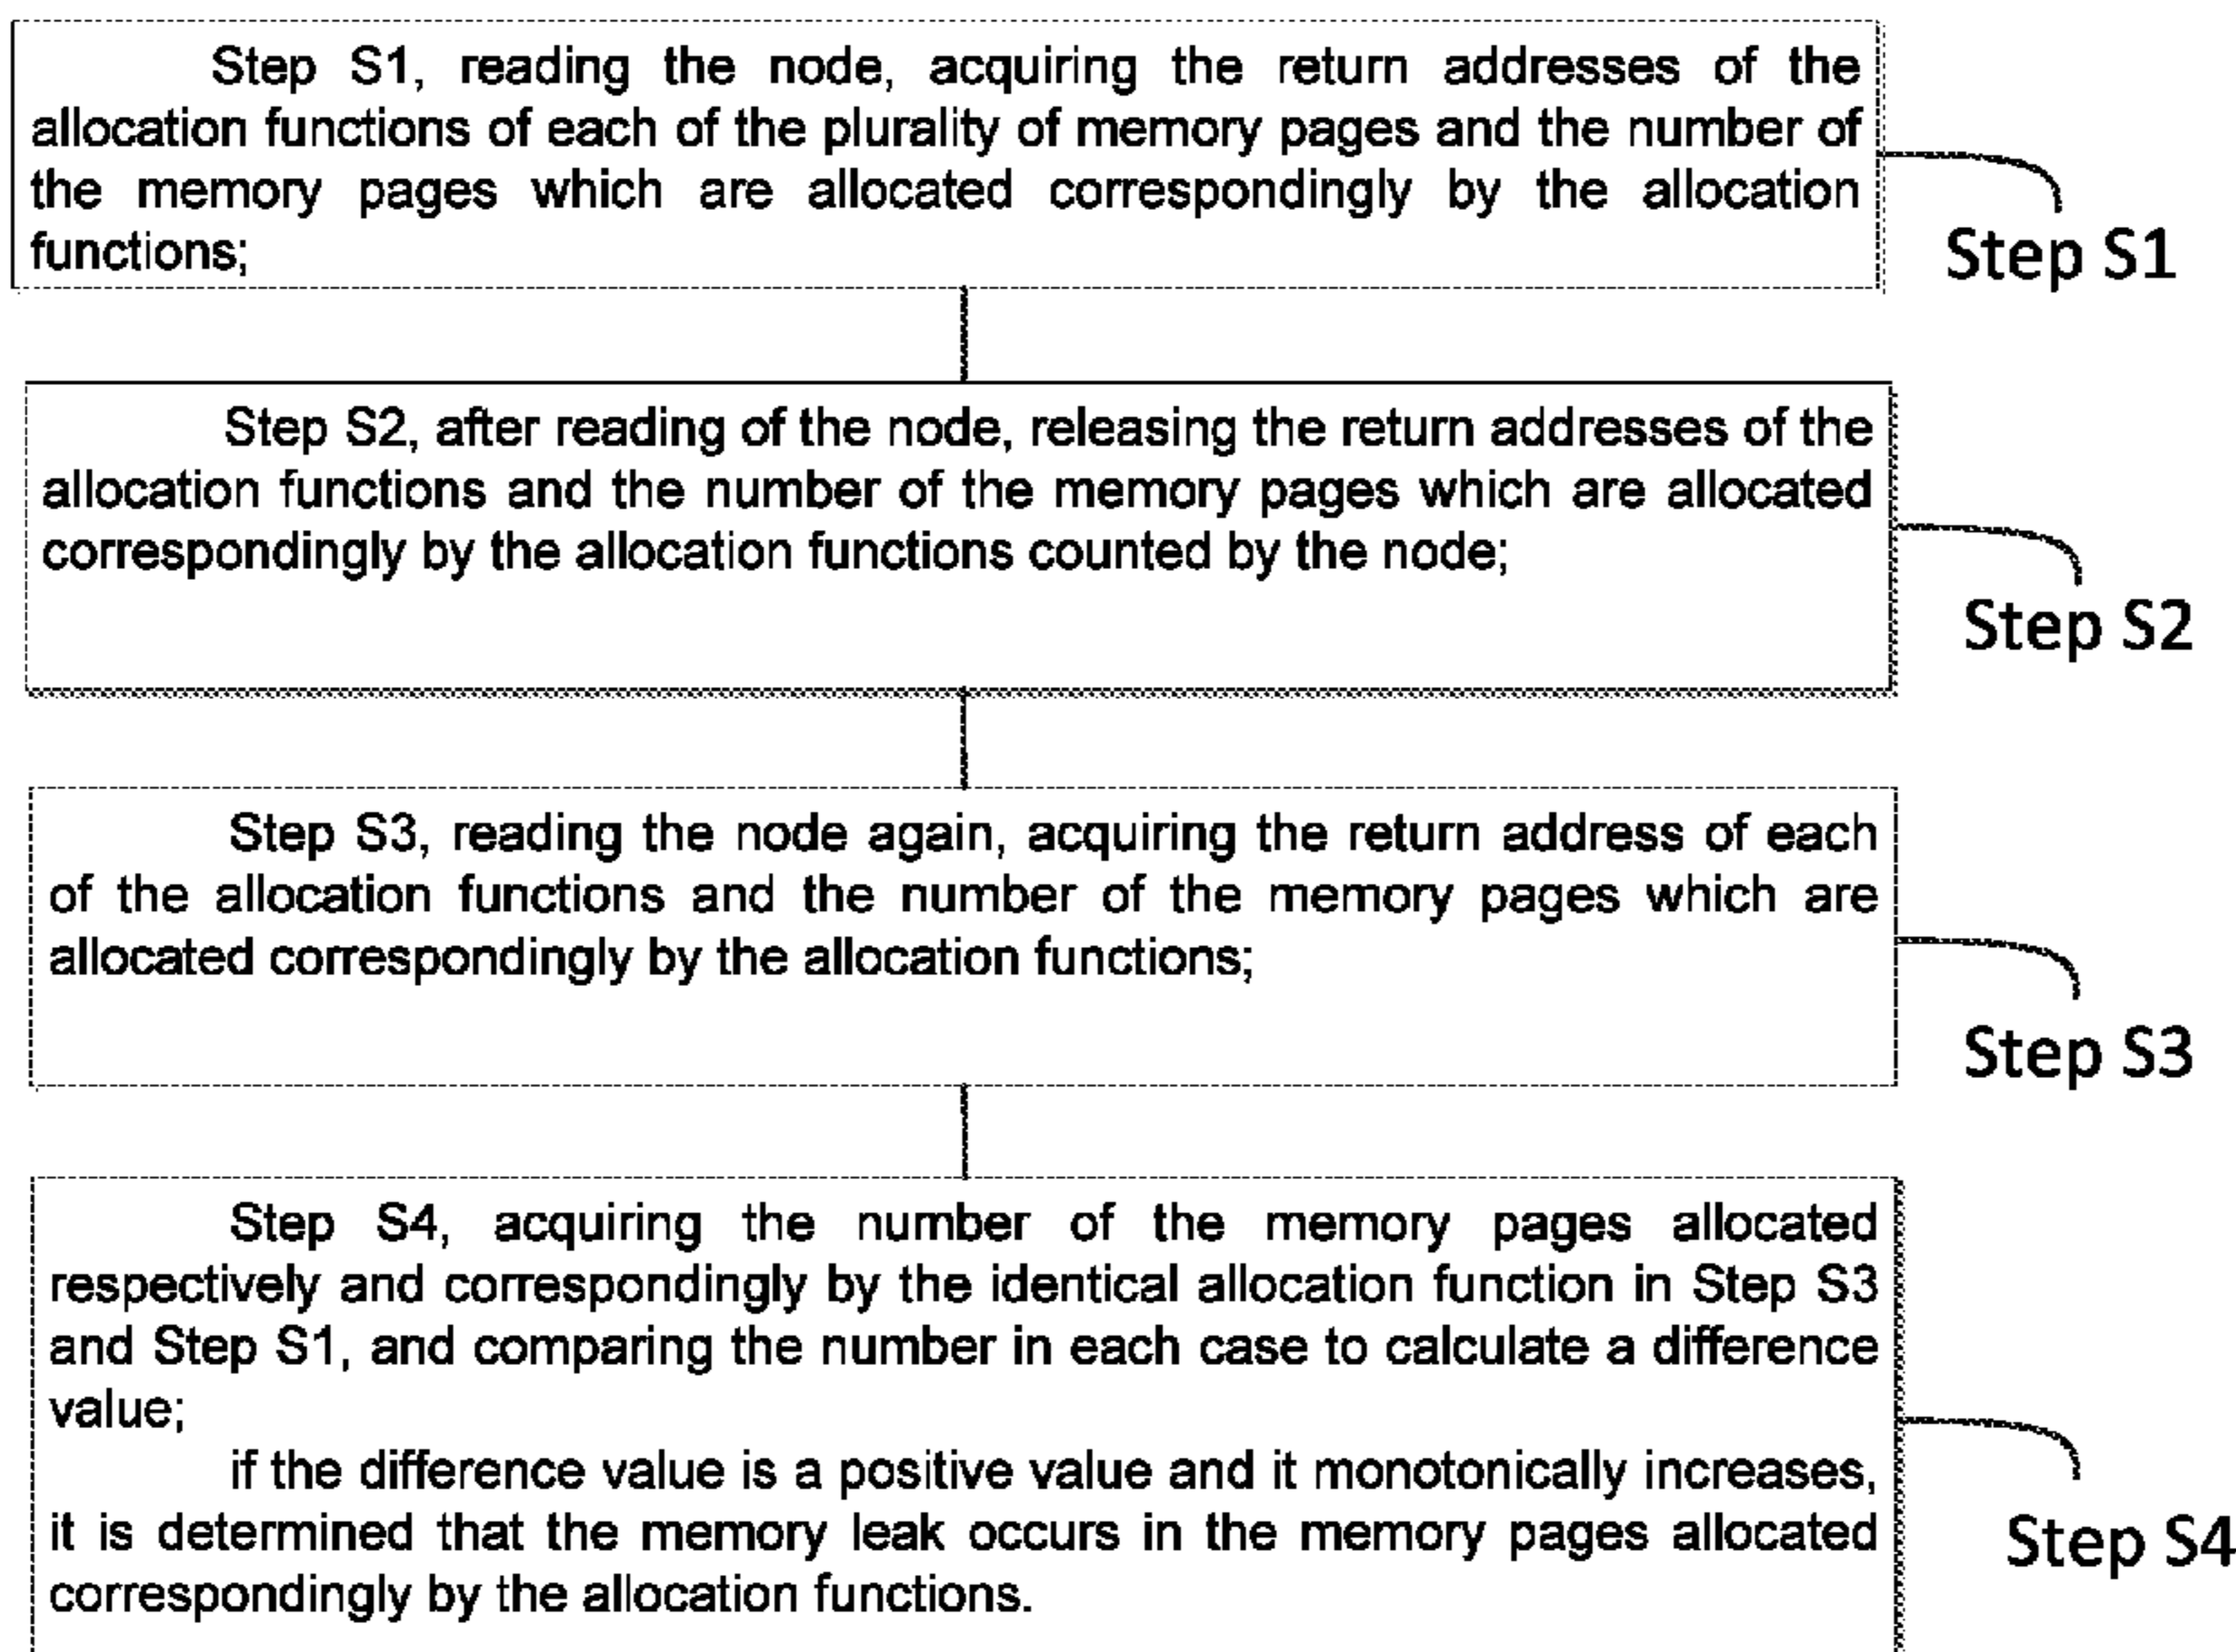 Step S1, reading the node, acquiring the return addresses of the
allocation functions of each of the plurality of memory pages and the number of
the memory pages which are allocated correspondingly by the allocation
functions;
Step S1
Step S2, after reading of the node, releasing the return addresses of the
allocation functions and the number of the memory pages which are allocated
correspondingly by the allocation functions counted by the node;
Step S2
Step S3, reading the node again, acquiring the return address of each
of the allocation functions and the number of the memory pages which are
allocated correspondingly by the allocation functions;
Step S3
Step S4, acquiring the number of the memory pages allocated
respectively and correspondingly by the identical allocation function in Step S3
and Step S1, and comparing the number in each case to calculate a difference
value;
if the difference value is a positive value and it monotonically increases,
it is determined that the memory leak occurs in the memory pages allocated
correspondingly by the allocation functions.
Step S4